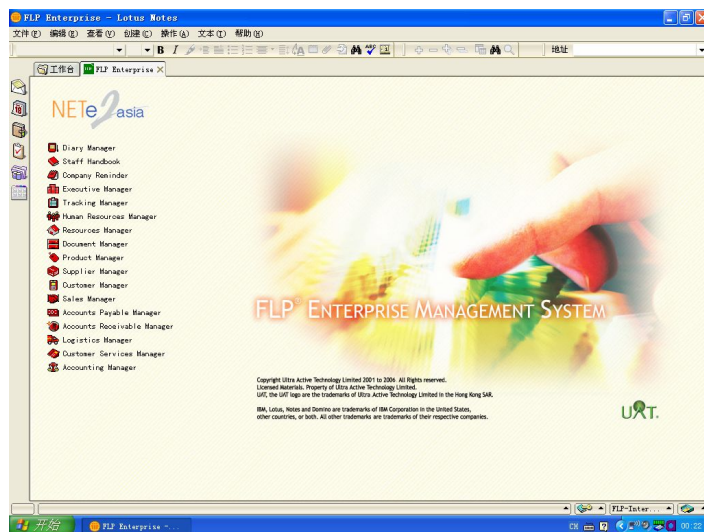 FLP Enterprise - Lotus Notes
文件(F) 编辑(E) 查看(V) 创建(C) 操作(A) 文本(T) 帮助(H)
B I 地址
工作台 FLP Enterprise
NETe2asia
Diary Manager
Staff Handbook
Company Reminder
Executive Manager
Tracking Manager
Human Resources Manager
Resources Manager
Document Manager
Product Manager
Supplier Manager
Customer Manager
Sales Manager
Accounts Payable Manager
Accounts Receivable Manager
Logistics Manager
Customer Services Manager
Accounting Manager
FLP® ENTERPRISE MANAGEMENT SYSTEM
Copyright Ultra Active Technology Limited 2001 to 2006 All Rights reserved.
Licensed Materials. Property of Ultra Active Technology Limited.
UAT, the UAT logo are the trademarks of Ultra Active Technology Limited in the Hong Kong SAR.
IBM, Lotus, Notes and Domino are trademarks of IBM Corporation in the United States,
other countries, or both. All other trademarks are trademarks of their respective companies.
UAT.
FLP-Inter...
开始 FLP Enterprise -... CH 00:22